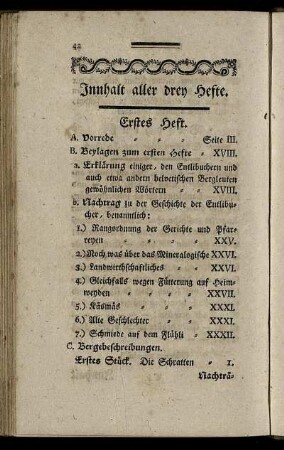 Innhalt aller drey Hefte.
Erstes Heft.
A. Vorrede „ „ Seite III.
B. Beylagen zum ersten Hefte „ XVIII.
a. Erklärung einiger, den Entlibuchern und
auch etwa andern helvetischen Bergleuten
gewähnlichen Wörtern „ XVIII.
b. Nachtrag zu der Geschichte der Entlibu-
cher, benanntlich:
1.) Rangordnung der Gerichte und Pfar-
reyen „ „ „ XXV.
2.) Noch was über das Mineralogische XXVI.
3.) Landwirthschaftliches „ „ XXVI.
4.) Gleichfalls wegen Fütterung auf Heim-
weyden „ „ „ XXVII.
5.) Käsmäs „ „ „ XXXI.
6.) Alte Geschlechter „ „ XXXI.
7.) Schmiede auf dem Flühli „ XXXII.
C. Bergebeschreibungen.
Erstes Stück. Die Schratten „ 1.
Nachträ-